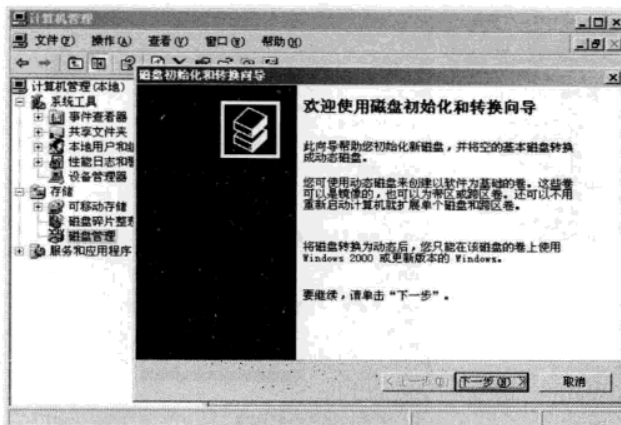 计算机管理
文件(F) 操作(A) 查看(V) 窗口(W) 帮助(H)
磁盘初始化和转换向导
计算机管理(本地)
系统工具
事件查看器
共享文件夹
本地用户和
性能日志和
设备管理器
存储
可移动存储
磁盘碎片整
磁盘管理
服务和应用程序
欢迎使用磁盘初始化和转换向导
此向导帮助您初始化新磁盘，并将空的基本磁盘转换
成动态磁盘。
您可使用动态磁盘来创建以软件为基础的卷。这些卷
可以是镜像的，也可以为带区或跨区卷。还可以不用
重新启动计算机就扩展单个磁盘和跨区卷。
将磁盘转换为动态后，您只能在该磁盘的卷上使用
Windows 2000 或更新版本的 Windows。
要继续，请单击“下一步”。
<上一步(B) 下一步(N) > 取消